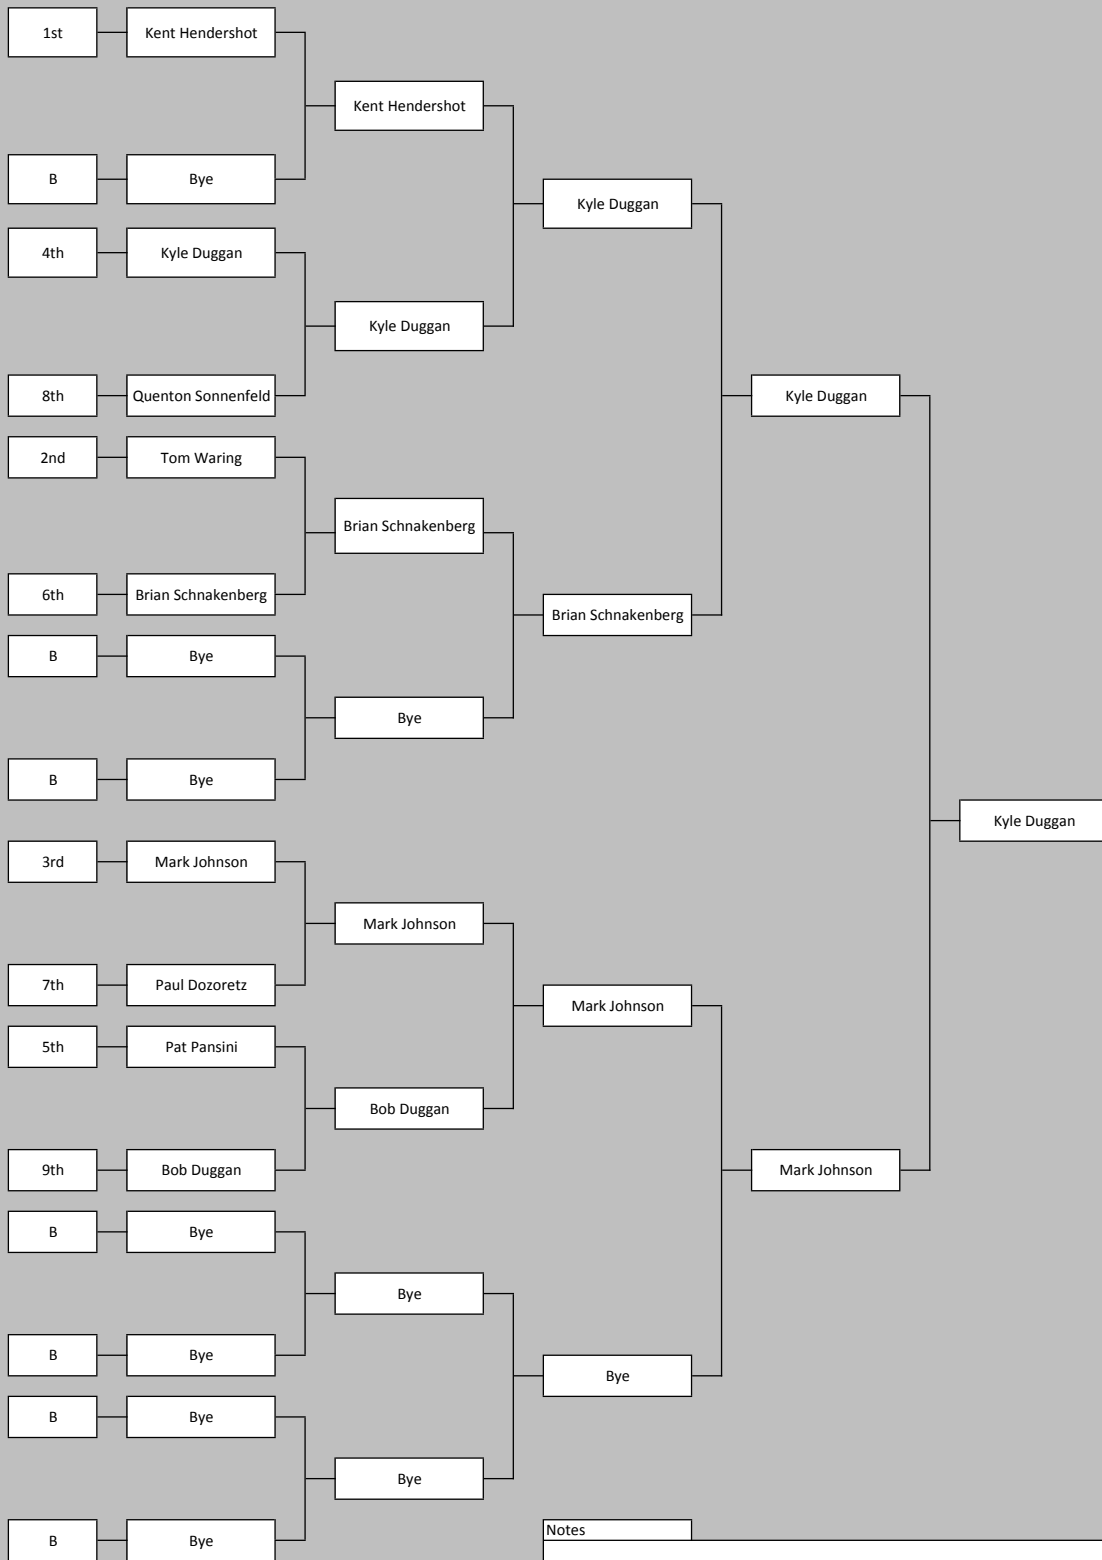 1st
Kent Hendershot
Kent Hendershot
B
Bye
Kyle Duggan
4th
Kyle Duggan
Kyle Duggan
8th
Quenton Sonnenfeld
Kyle Duggan
2nd
Tom Waring
Brian Schnakenberg
6th
Brian Schnakenberg
Brian Schnakenberg
B
Bye
Bye
B
Bye
Kyle Duggan
3rd
Mark Johnson
Mark Johnson
7th
Paul Dozoretz
Mark Johnson
5th
Pat Pansini
Bob Duggan
9th
Bob Duggan
Mark Johnson
B
Bye
Bye
B
Bye
Bye
B
Bye
Bye
B
Bye
Notes